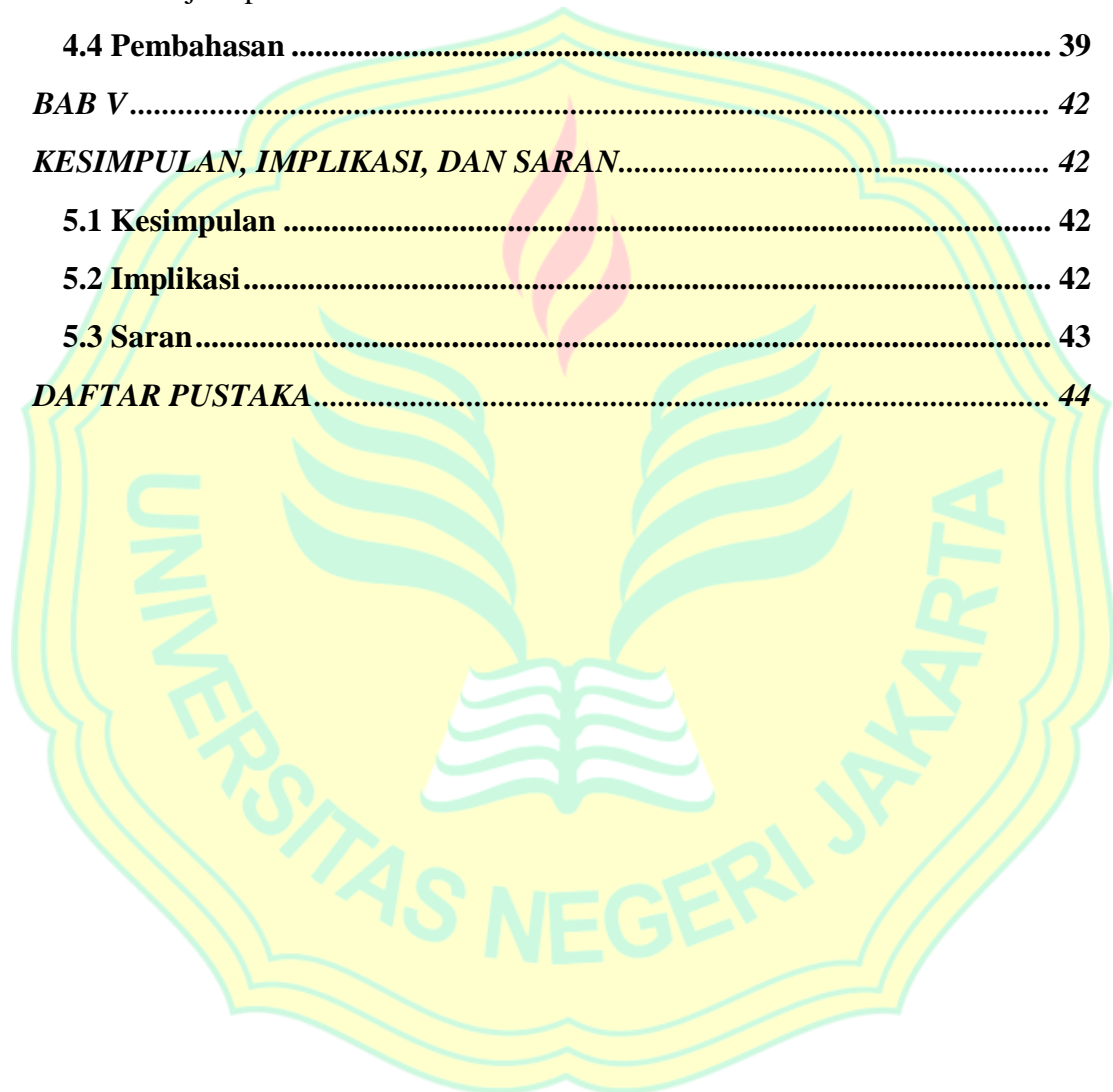 4.4 Pembahasan ................................................................................................ 39
BAB V ................................................................................................................ 42
KESIMPULAN, IMPLIKASI, DAN SARAN ..................................................... 42
5.1 Kesimpulan ................................................................................................ 42
5.2 Implikasi ..................................................................................................... 42
5.3 Saran ........................................................................................................... 43
DAFTAR PUSTAKA .......................................................................................... 44
UNIVERSITAS NEGERI JAKARTA